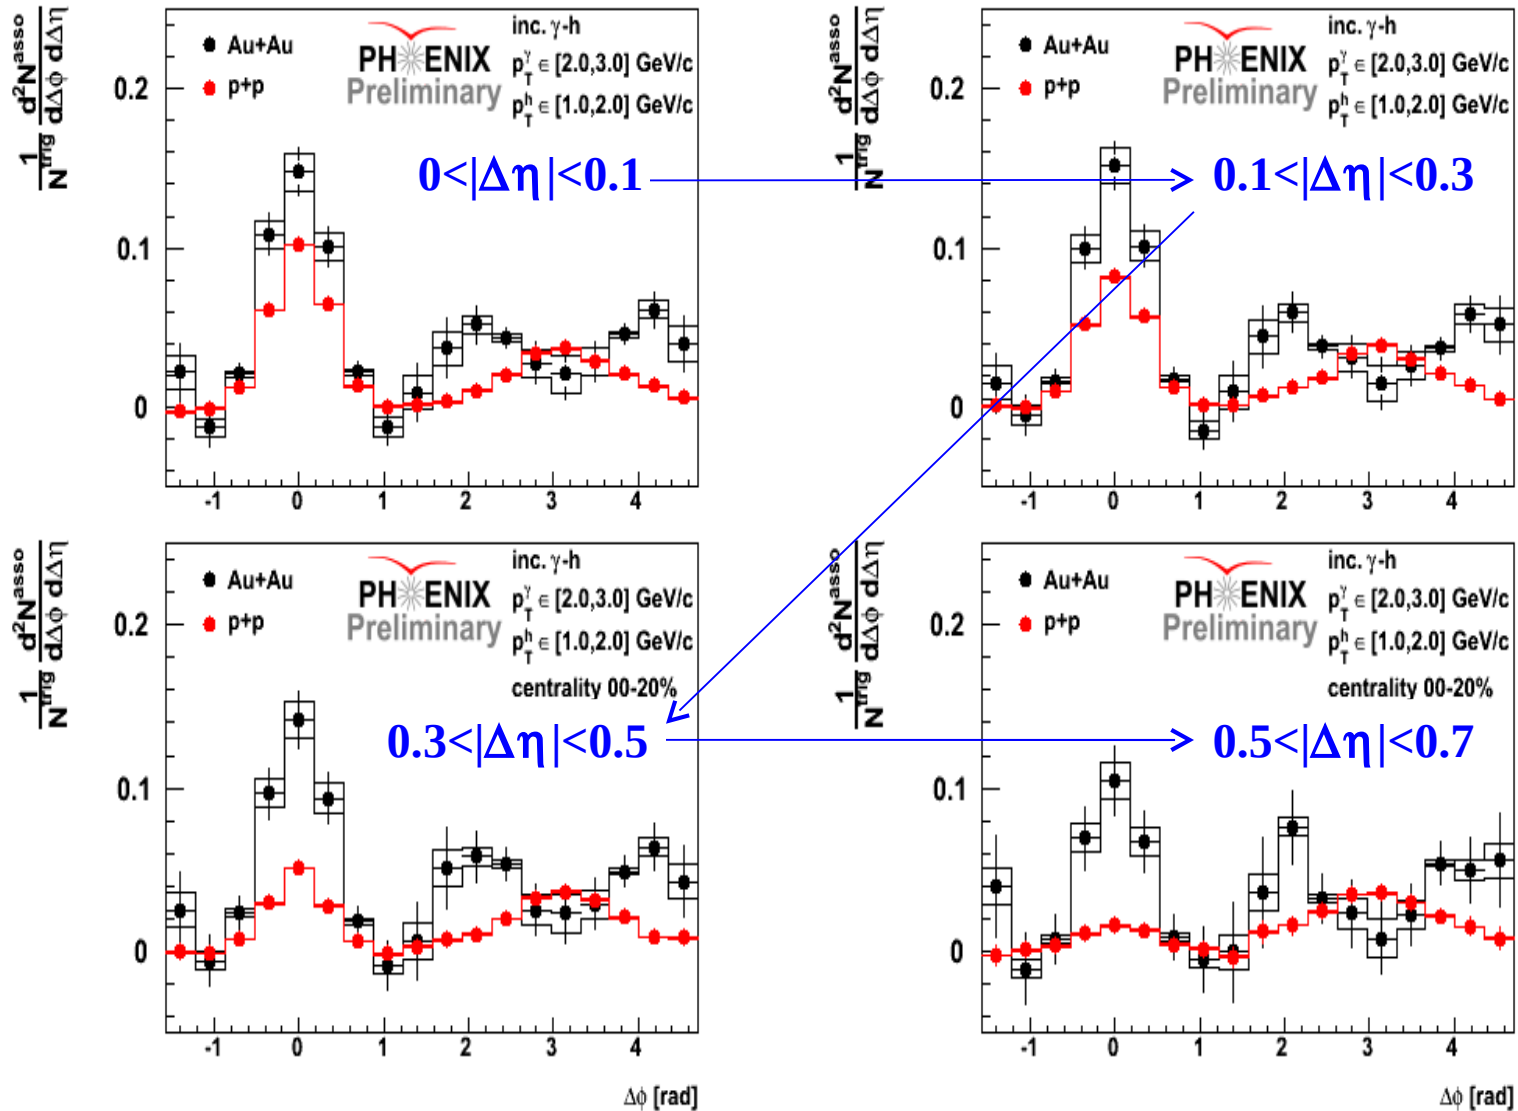 1/N^trig d²N^asso/dΔϕ dΔη
Au+Au
p+p
PHENIX
Preliminary
inc. γ-h
p_T^γ ∈ [2.0,3.0] GeV/c
p_T^h ∈ [1.0,2.0] GeV/c
0<|Δη|<0.1
0.2
0.1
0
-1 0 1 2 3 4
1/N^trig d²N^asso/dΔϕ dΔη
Au+Au
p+p
PHENIX
Preliminary
inc. γ-h
p_T^γ ∈ [2.0,3.0] GeV/c
p_T^h ∈ [1.0,2.0] GeV/c
0.1<|Δη|<0.3
0.2
0.1
0
-1 0 1 2 3 4
1/N^trig d²N^asso/dΔϕ dΔη
Au+Au
p+p
PHENIX
Preliminary
inc. γ-h
p_T^γ ∈ [2.0,3.0] GeV/c
p_T^h ∈ [1.0,2.0] GeV/c
centrality 00-20%
0.3<|Δη|<0.5
0.2
0.1
0
-1 0 1 2 3 4
Δϕ [rad]
1/N^trig d²N^asso/dΔϕ dΔη
Au+Au
p+p
PHENIX
Preliminary
inc. γ-h
p_T^γ ∈ [2.0,3.0] GeV/c
p_T^h ∈ [1.0,2.0] GeV/c
centrality 00-20%
0.5<|Δη|<0.7
0.2
0.1
0
-1 0 1 2 3 4
Δϕ [rad]